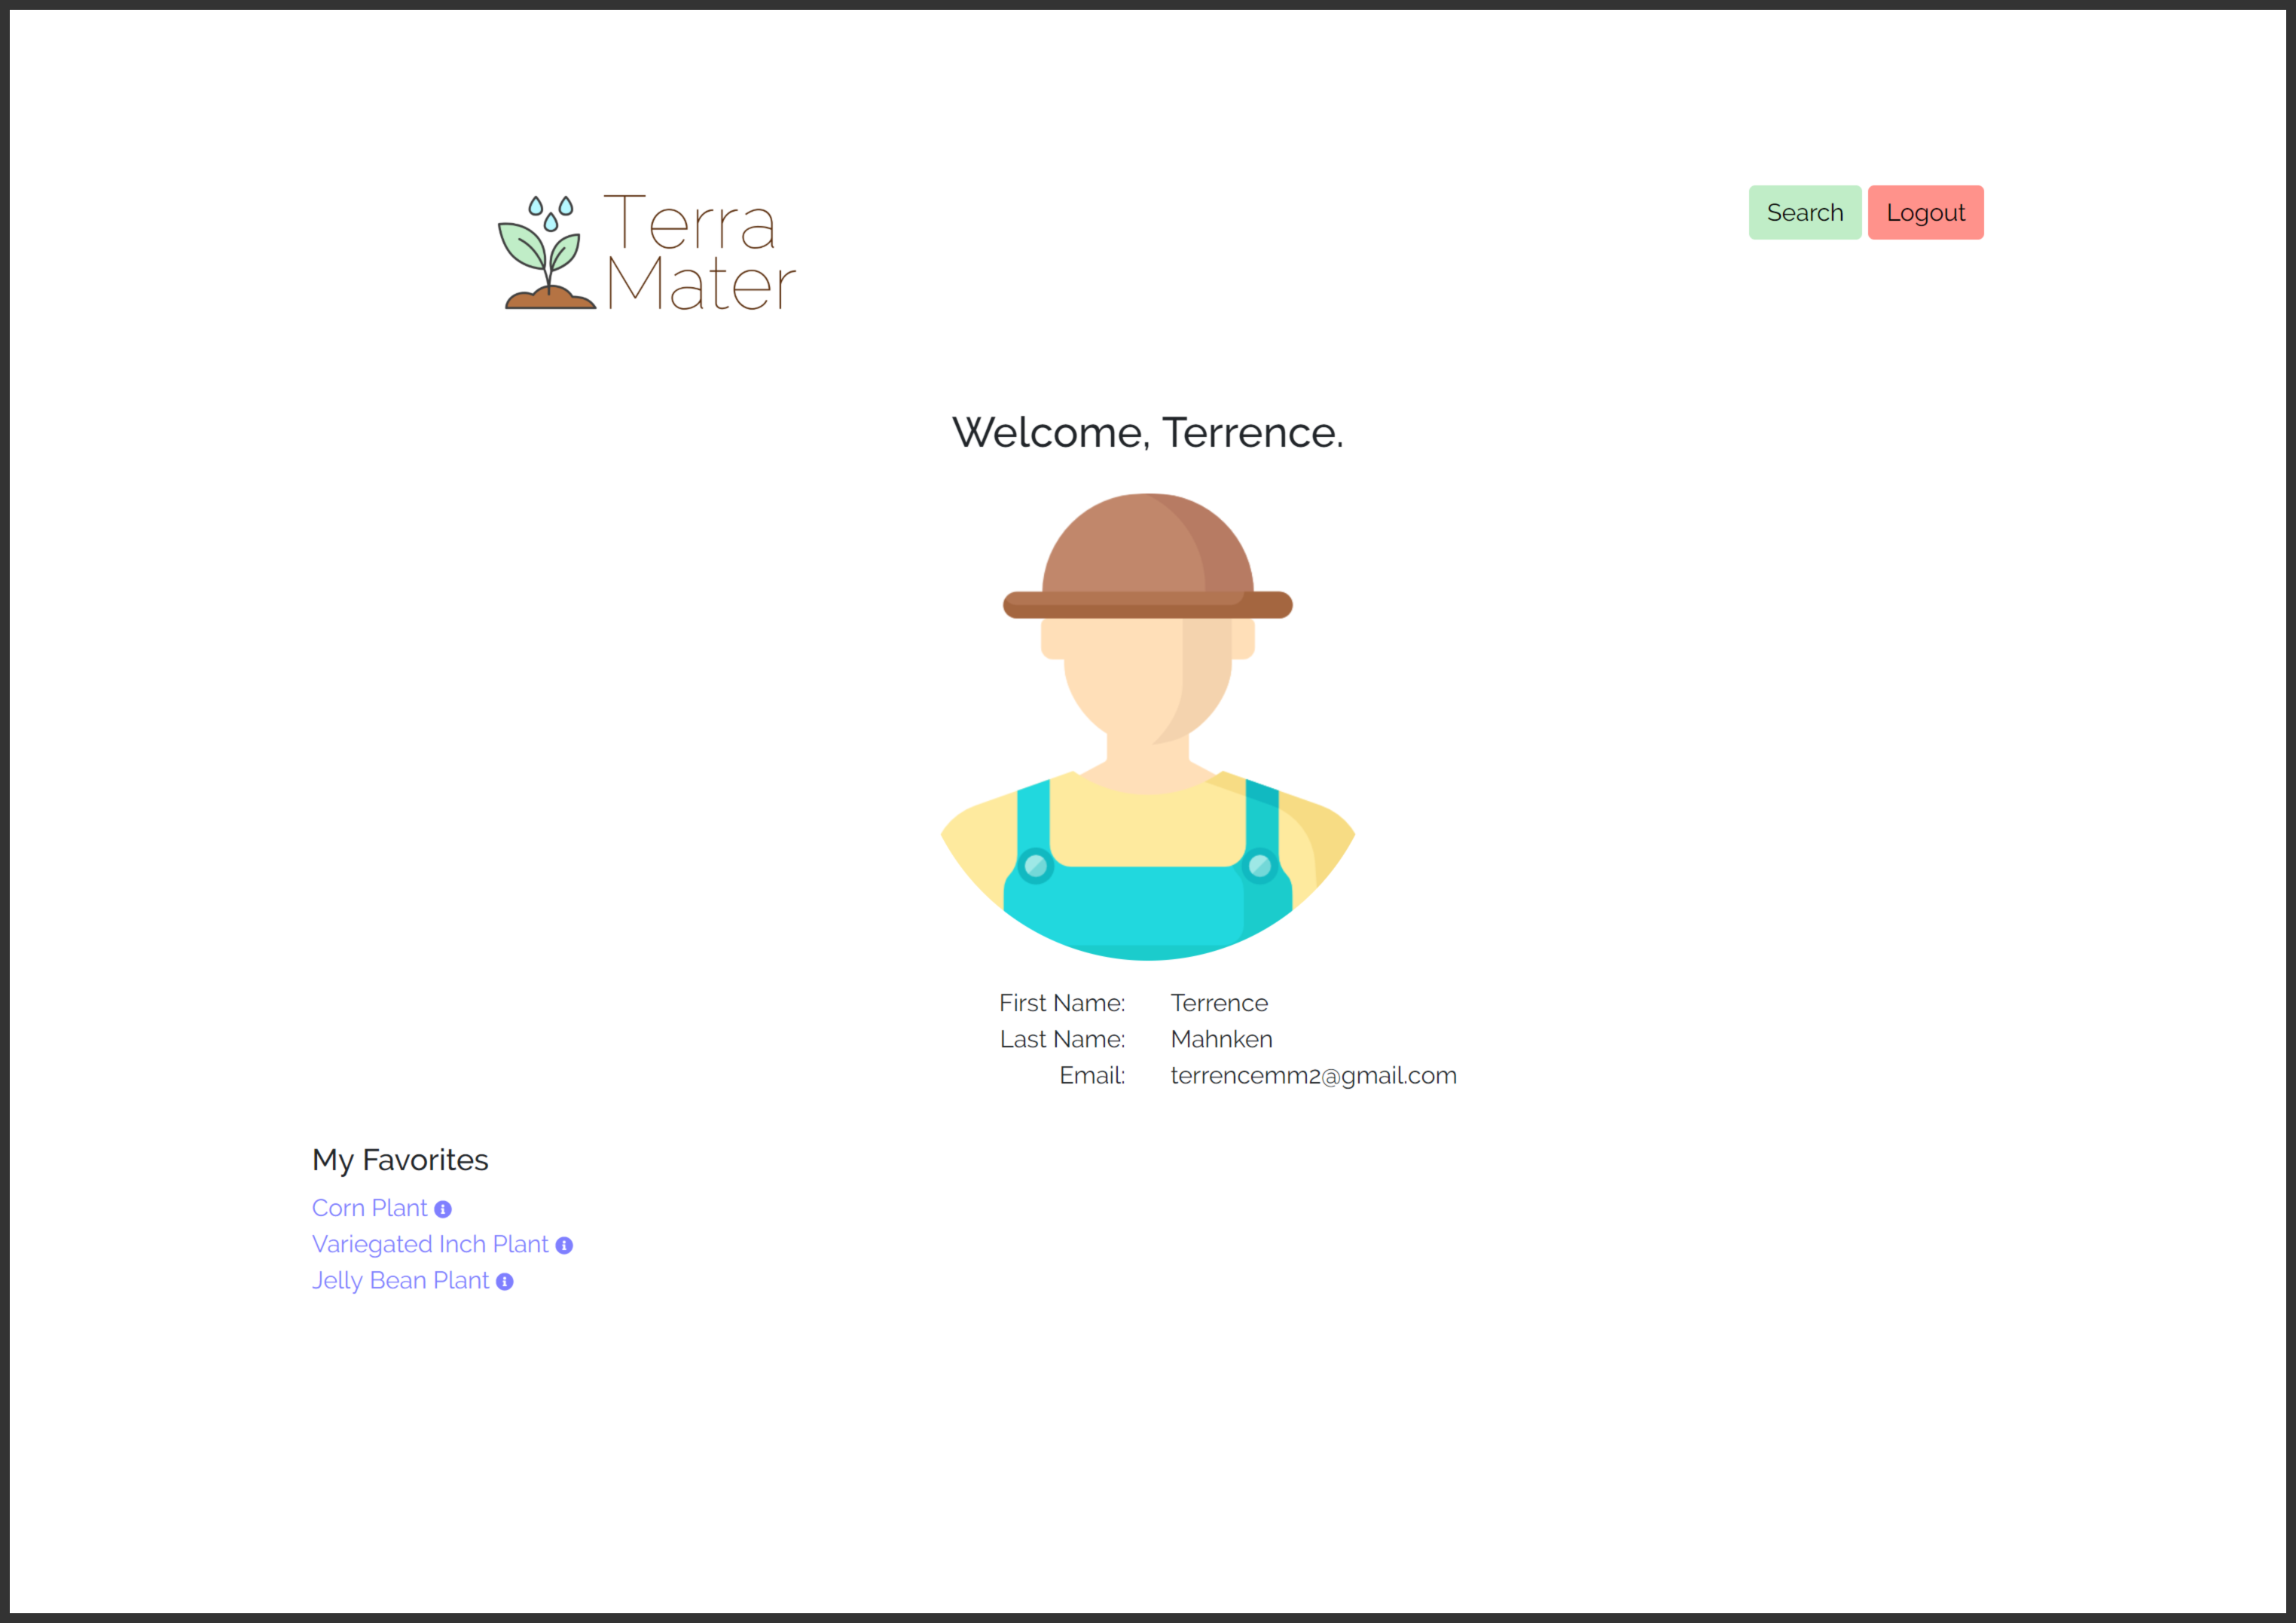 Terra
Mater
Search
Logout
Welcome, Terrence.
First Name: Terrence
Last Name: Mahnken
Email: terrencemm2@gmail.com
My Favorites
Corn Plant
Variegated Inch Plant
Jelly Bean Plant